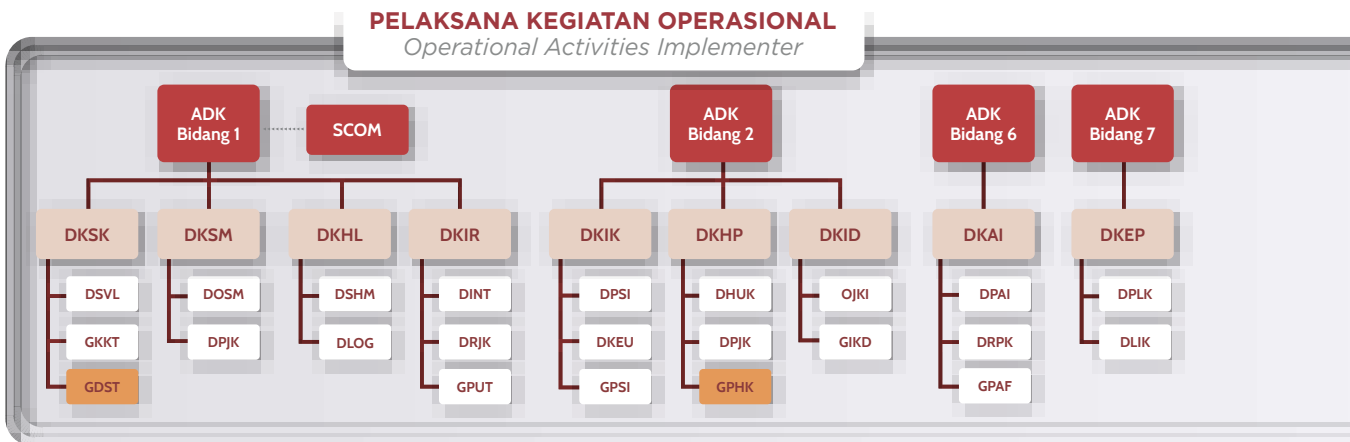 PELAKSANA KEGIATAN OPERASIONAL
Operational Activities Implementer
ADK
Bidang 1
SCOM
ADK
Bidang 2
ADK
Bidang 6
ADK
Bidang 7
DKSK
DKSM
DKHL
DKIR
DKIK
DKHP
DKID
DKAI
DKEP
DSVL
DOSM
DSHM
DINT
DPSI
DHUK
OJKI
DPAI
DPLK
GKKT
DPJK
DLOG
DRJK
DKEU
DPJK
GIKD
DRPK
DLIK
GDST
GPUT
GPSI
GPHK
GPAF